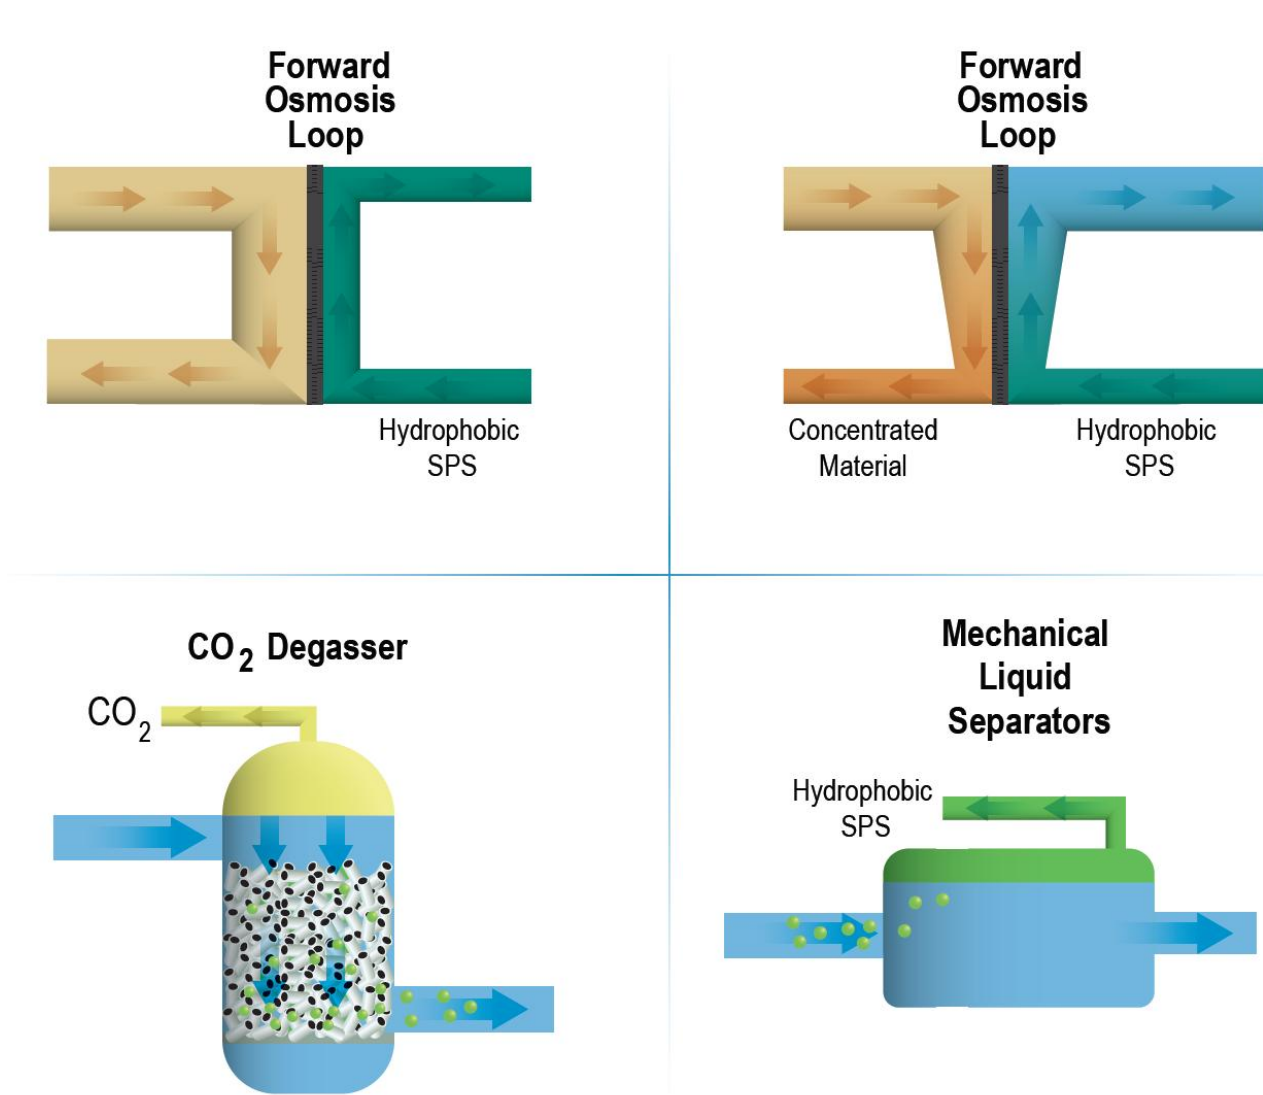 Forward
Osmosis
Loop
Hydrophobic
SPS
Forward
Osmosis
Loop
Concentrated
Material
Hydrophobic
SPS
CO2 Degasser
CO2
Mechanical
Liquid
Separators
Hydrophobic
SPS